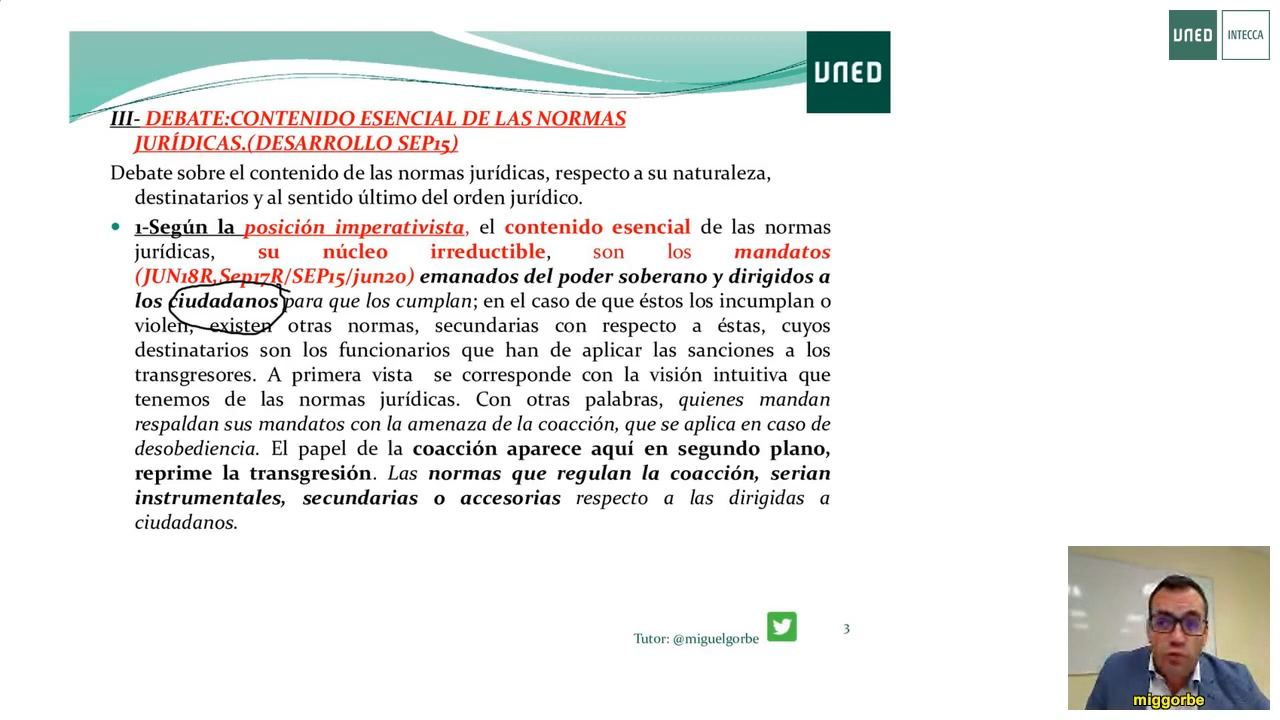 UNED
INTECCA
UNED
III- DEBATE:CONTENIDO ESENCIAL DE LAS NORMAS
JURÍDICAS.(DESARROLLO SEP15)
Debate sobre el contenido de las normas jurídicas, respecto a su naturaleza,
destinatarios y al sentido último del orden jurídico.
• 1-Según la posición imperativista, el contenido esencial de las normas
jurídicas, su núcleo irreductible, son los mandatos
(JUN18R,Sep17R/SEP15/jun20) emanados del poder soberano y dirigidos a
los ciudadanos para que los cumplan; en el caso de que éstos los incumplan o
violen, existen otras normas, secundarias con respecto a éstas, cuyos
destinatarios son los funcionarios que han de aplicar las sanciones a los
transgresores. A primera vista se corresponde con la visión intuitiva que
tenemos de las normas jurídicas. Con otras palabras, quienes mandan
respaldan sus mandatos con la amenaza de la coacción, que se aplica en caso de
desobediencia. El papel de la coacción aparece aquí en segundo plano,
reprime la transgresión. Las normas que regulan la coacción, serian
instrumentales, secundarias o accesorias respecto a las dirigidas a
ciudadanos.
Tutor: @miguelgorbe
3
miggorbe